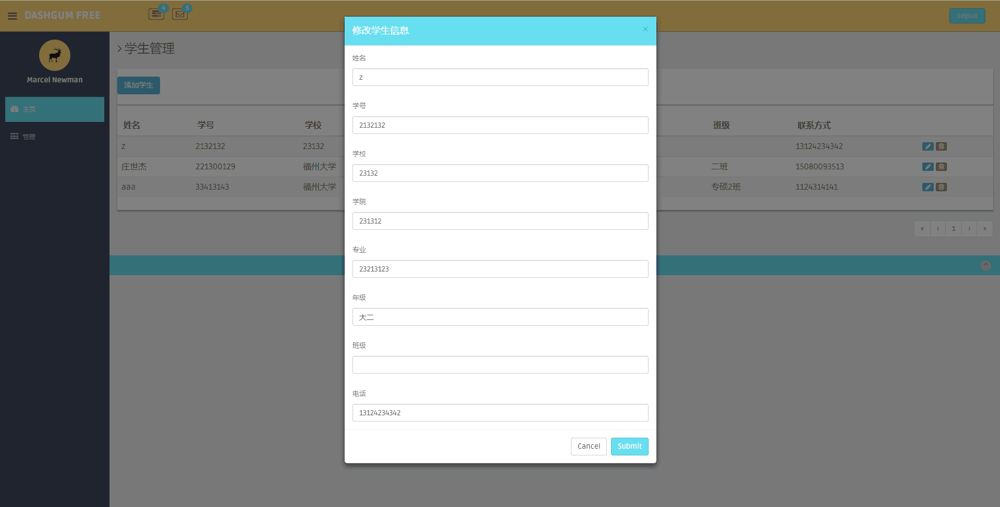 DASHGUM FREE
4
5
Logout
Marcel Newman
主页
管理
学生管理
添加学生
姓名 学号 学校 班级 联系方式
z 2132132 23132 13124234342
庄世杰 221300129 福州大学 二班 15080093513
aaa 33413143 福州大学 专硕2班 1124314141
« ‹ 1 › »
修改学生信息 ×
姓名
z
学号
2132132
学校
23132
学院
231312
专业
23213123
年级
大二
班级
电话
13124234342
Cancel Submit